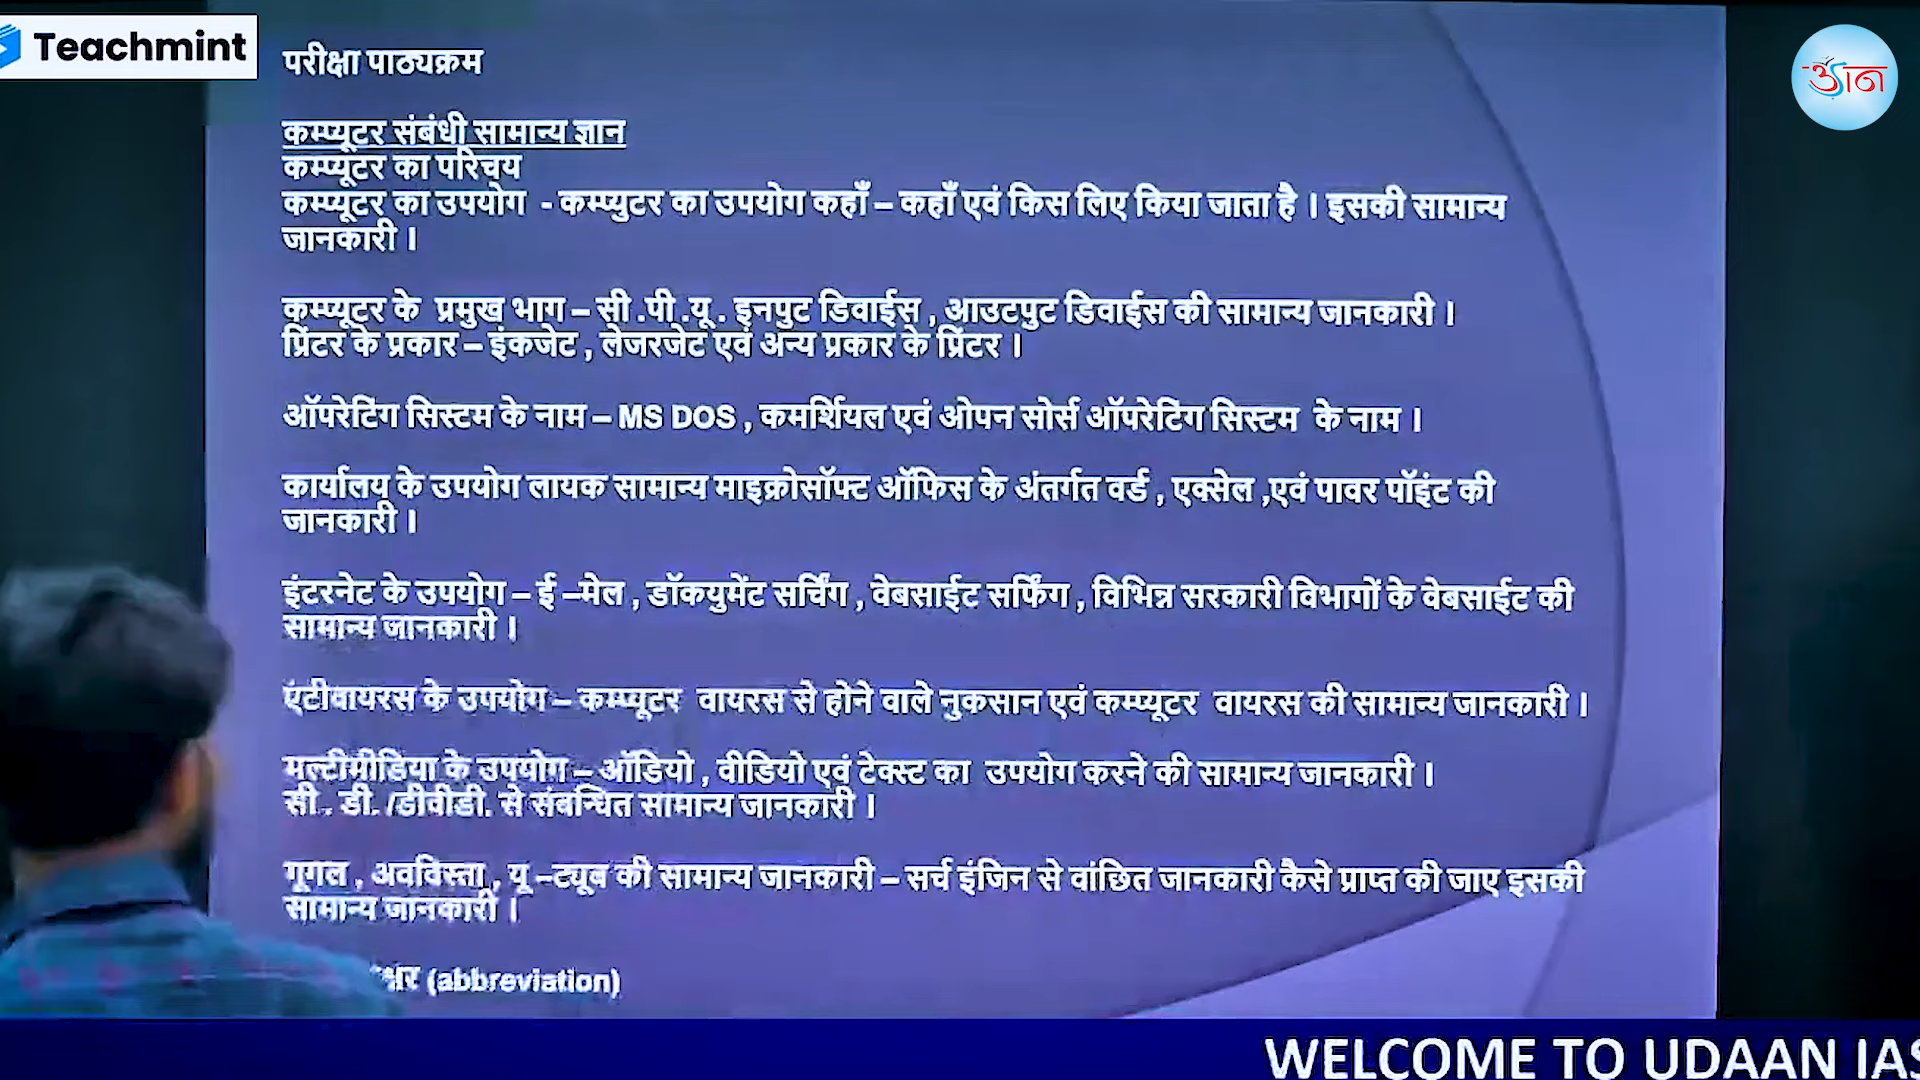 Teachmint
उड़ान
परीक्षा पाठ्यक्रम
कम्प्यूटर संबंधी सामान्य ज्ञान
कम्प्यूटर का परिचय
कम्प्यूटर का उपयोग - कम्प्युटर का उपयोग कहाँ – कहाँ एवं किस लिए किया जाता है । इसकी सामान्य
जानकारी ।
कम्प्यूटर के प्रमुख भाग – सी .पी .यू . इनपुट डिवाईस , आउटपुट डिवाईस की सामान्य जानकारी ।
प्रिंटर के प्रकार – इंकजेट , लेजरजेट एवं अन्य प्रकार के प्रिंटर ।
ऑपरेटिंग सिस्टम के नाम – MS DOS , कमर्शियल एवं ओपन सोर्स ऑपरेटिंग सिस्टम के नाम ।
कार्यालय के उपयोग लायक सामान्य माइक्रोसॉफ्ट ऑफिस के अंतर्गत वर्ड , एक्सेल ,एवं पावर पॉइंट की
जानकारी ।
इंटरनेट के उपयोग – ई –मेल , डॉकयुमेंट सर्चिंग , वेबसाईट सर्फिंग , विभिन्न सरकारी विभागों के वेबसाईट की
सामान्य जानकारी ।
एंटीवायरस के उपयोग – कम्प्यूटर वायरस से होने वाले नुकसान एवं कम्प्यूटर वायरस की सामान्य जानकारी ।
मल्टीमीडिया के उपयोग – ऑडियो , वीडियो एवं टेक्स्ट का उपयोग करने की सामान्य जानकारी ।
सी . डी. /डीवीडी. से संबन्धित सामान्य जानकारी ।
गूगल , अवविस्ता , यू –ट्यूब की सामान्य जानकारी – सर्च इंजिन से वांछित जानकारी कैसे प्राप्त की जाए इसकी
सामान्य जानकारी ।
(abbreviation)
WELCOME TO UDAAN IAS